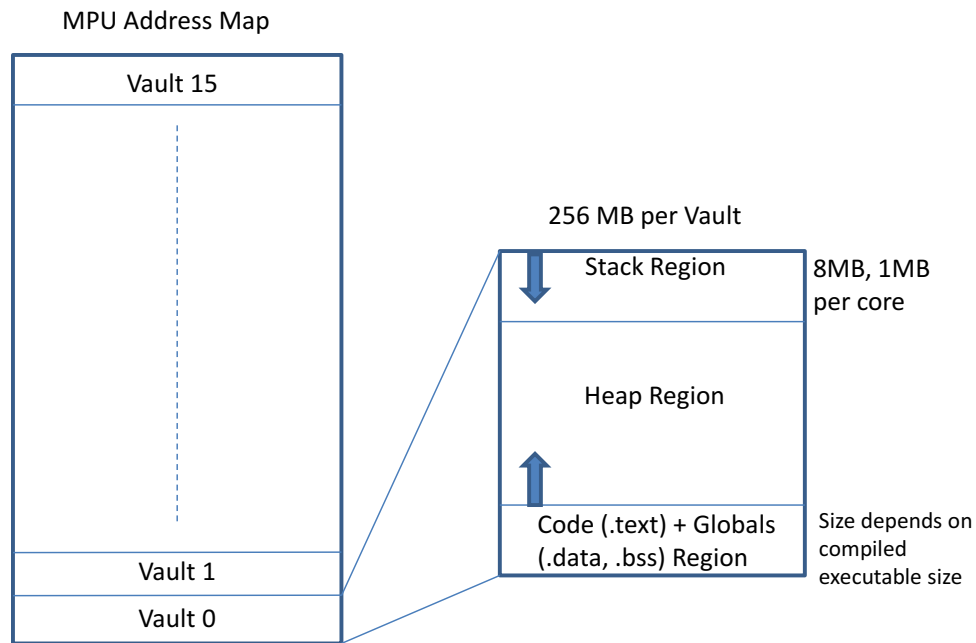 MPU Address Map
Vault 15
Vault 1
Vault 0
256 MB per Vault
Stack Region
8MB, 1MB
per core
Heap Region
Code (.text) + Globals
(.data, .bss) Region
Size depends on
compiled
executable size